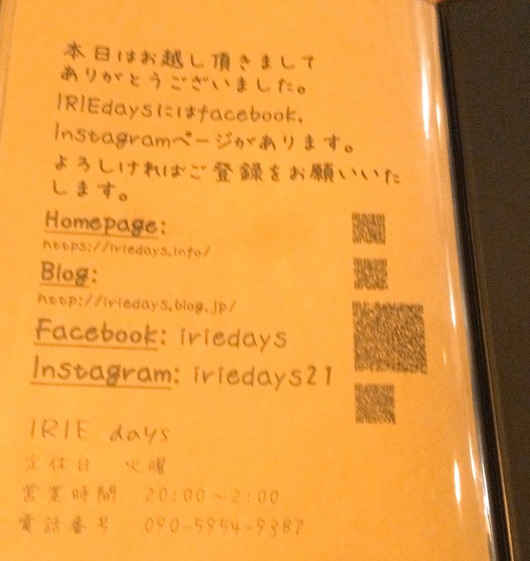 本日はお越し頂きまして
ありがとうございました。
IRIEdaysにはfacebook,
Instagramページがあります。
よろしければご登録をお願いいた
します。
Homepage:
https://iriedays.info/
Blog:
http://iriedays.blog.jp/
Facebook: iriedays
Instagram: iriedays21
IRIE days
定休日 火曜
営業時間 20:00~2:00
電話番号 090-5954-9387